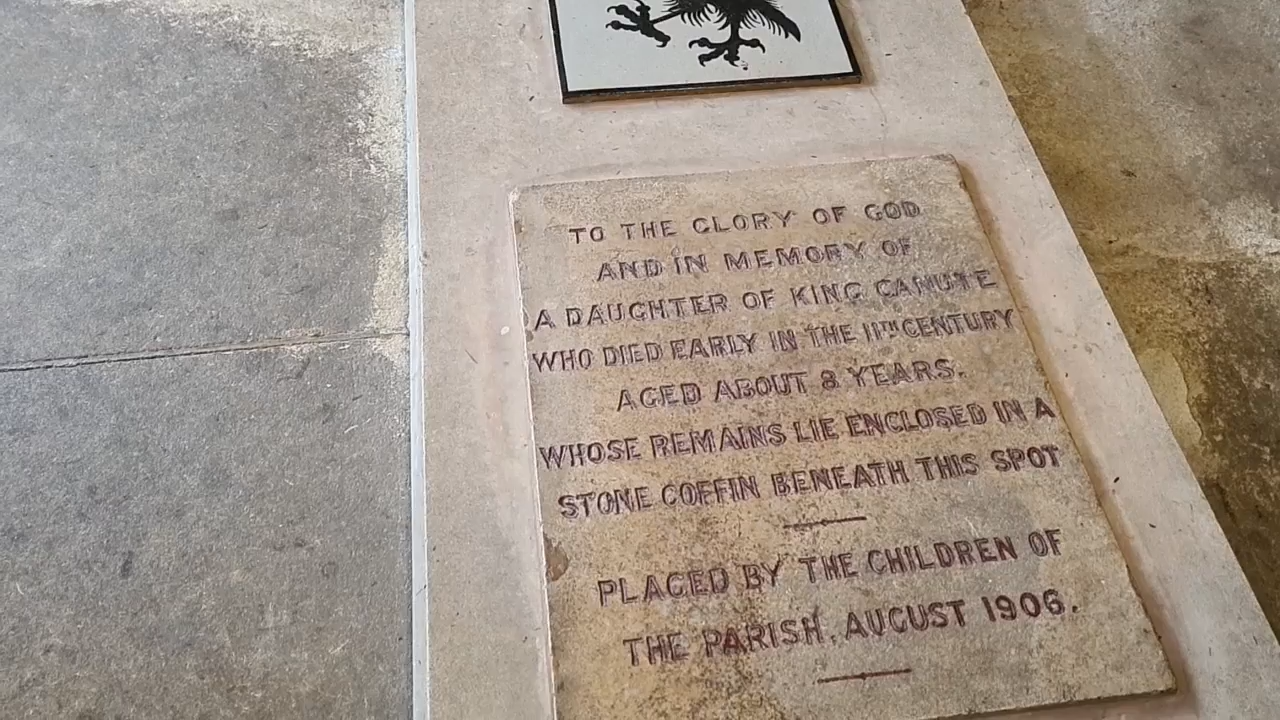 TO THE GLORY OF GOD
AND IN MEMORY OF
A DAUGHTER OF KING CANUTE
WHO DIED EARLY IN THE 11TH CENTURY
AGED ABOUT 8 YEARS.
WHOSE REMAINS LIE ENCLOSED IN A
STONE COFFIN BENEATH THIS SPOT
PLACED BY THE CHILDREN OF
THE PARISH, AUGUST 1906.